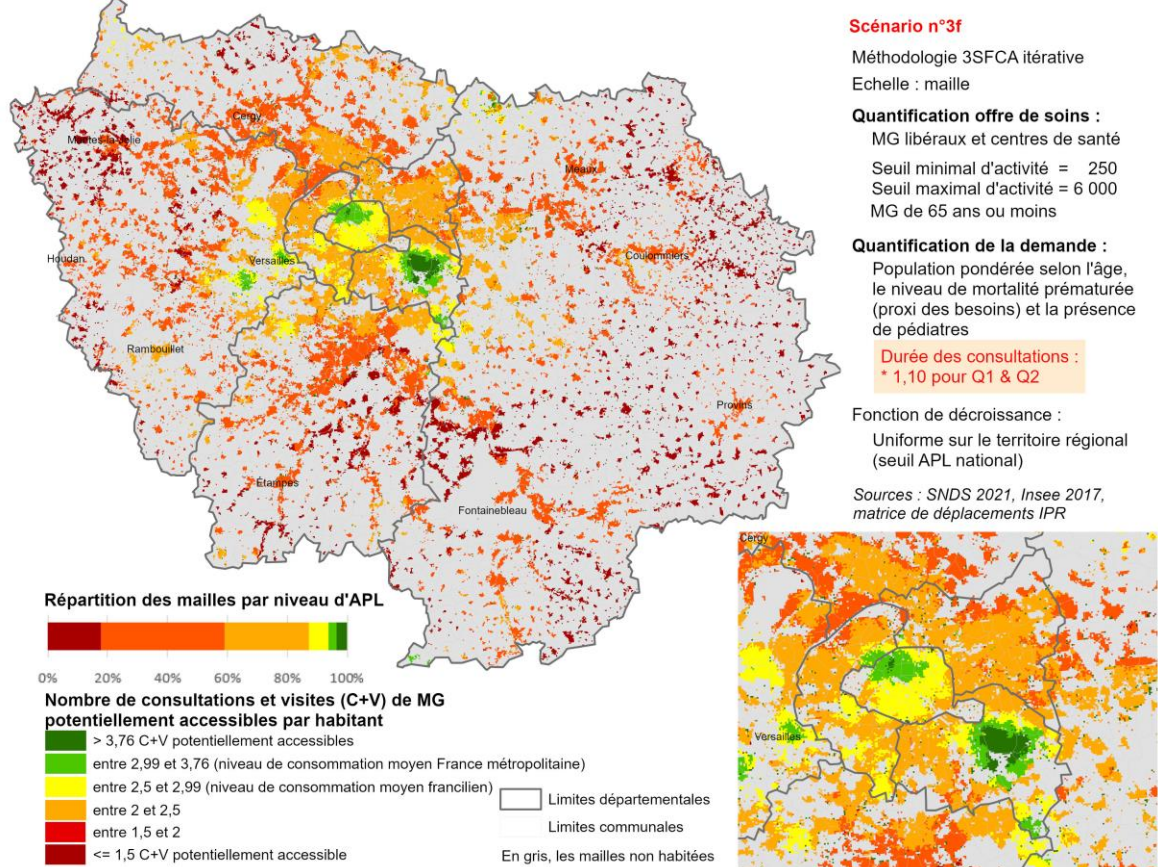 Scénario n°3f
Méthodologie 3SFCA itérative
Echelle : maille
Quantification offre de soins :
MG libéraux et centres de santé
Seuil minimal d'activité = 250
Seuil maximal d'activité = 6 000
MG de 65 ans ou moins
Quantification de la demande :
Population pondérée selon l'âge,
le niveau de mortalité prématurée
(proxi des besoins) et la présence
de pédiatres
Durée des consultations :
* 1,10 pour Q1 & Q2
Fonction de décroissance :
Uniforme sur le territoire régional
(seuil APL national)
Sources : SNDS 2021, Insee 2017,
matrice de déplacements IPR
Cergy
Mantes-la-Jolie
Meaux
Houdan
Versailles
Coulommiers
Rambouillet
Provins
Étampes
Fontainebleau
Répartition des mailles par niveau d'APL
0% 20% 40% 60% 80% 100%
Nombre de consultations et visites (C+V) de MG
potentiellement accessibles par habitant
> 3,76 C+V potentiellement accessibles
entre 2,99 et 3,76 (niveau de consommation moyen France métropolitaine)
entre 2,5 et 2,99 (niveau de consommation moyen francilien)
entre 2 et 2,5
entre 1,5 et 2
<= 1,5 C+V potentiellement accessible
Limites départementales
Limites communales
En gris, les mailles non habitées
Cergy
Versailles